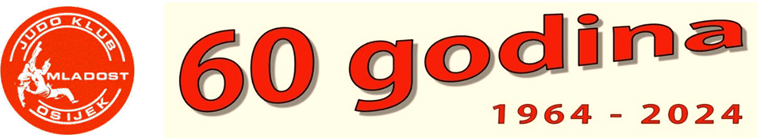 JUDO KLUB
MLADOST
OSIJEK
60 godina
1964 - 2024